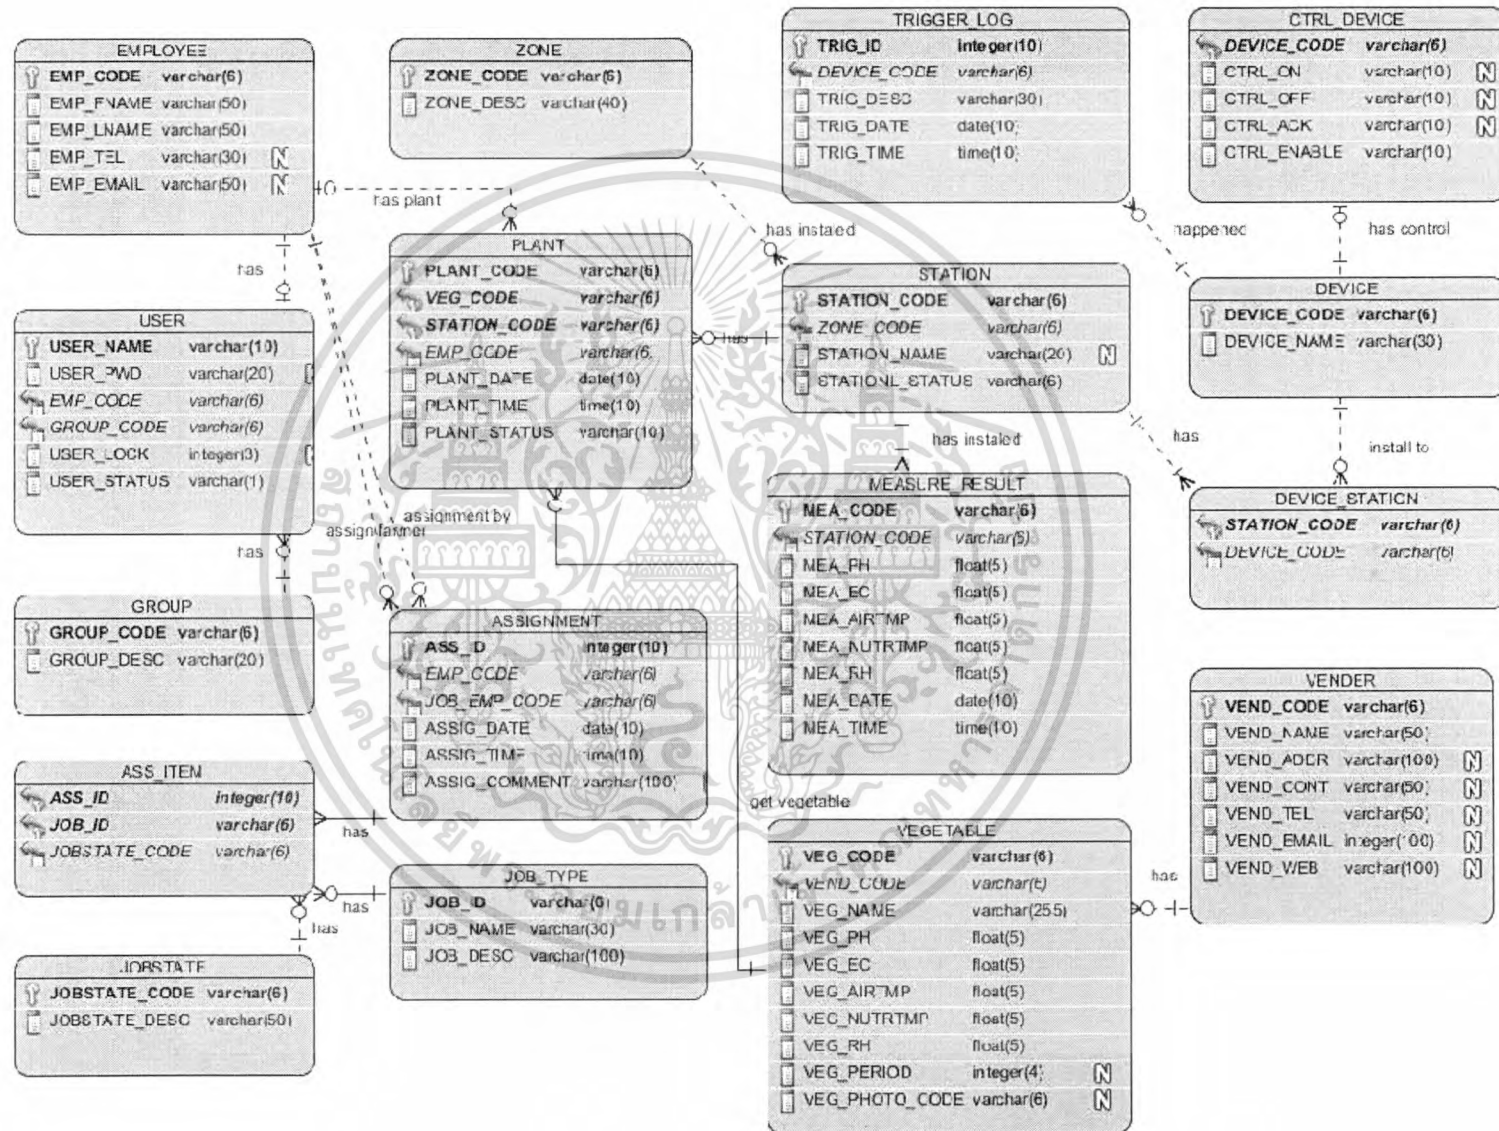 EMPLOYEE
EMP_CODE varchar(6)
EMP_FNAME varchar(50)
EMP_LNAME varchar(50)
EMP_TEL varchar(30) N
EMP_EMAIL varchar(50) N
ZONE
ZONE_CODE varchar(6)
ZONE_DESC varchar(40)
TRIGGER_LOG
TRIG_ID integer(10)
DEVICE_CODE varchar(6)
TRIG_DESC varchar(30)
TRIG_DATE date(10)
TRIG_TIME time(10)
CTRL_DEVICE
DEVICE_CODE varchar(6)
CTRL_ON varchar(10) N
CTRL_OFF varchar(10) N
CTRL_ACK varchar(10) N
CTRL_ENABLE varchar(10)
has plant
has instaed
happened
has control
has
PLANT
PLANT_CODE varchar(6)
VEG_CODE varchar(6)
STATION_CODE varchar(6)
EMP_CODE varchar(6)
PLANT_DATE date(10)
PLANT_TIME time(10)
PLANT_STATUS varchar(10)
has
STATION
STATION_CODE varchar(6)
ZONE_CODE varchar(6)
STATION_NAME varchar(20) N
STATIONL_STATUS varchar(6)
DEVICE
DEVICE_CODE varchar(6)
DEVICE_NAME varchar(30)
USER
USER_NAME varchar(10)
USER_PWD varchar(20)
EMP_CODE varchar(6)
GROUP_CODE varchar(6)
USER_LOCK integer(3)
USER_STATUS varchar(1)
has instaled
has
install to
assignment by
assign farmer
has
MEASURE_RESULT
MEA_CODE varchar(6)
STATION_CODE varchar(6)
MEA_PH float(5)
MEA_EC float(5)
MEA_AIRTMP float(5)
MEA_NUTRTMP float(5)
MEA_RH float(5)
MEA_DATE date(10)
MEA_TIME time(10)
DEVICE_STATION
STATION_CODE varchar(6)
DEVICE_CODE varchar(6)
GROUP
GROUP_CODE varchar(6)
GROUP_DESC varchar(20)
ASSIGNMENT
ASS_ID integer(10)
EMP_CODE varchar(6)
JOB_EMP_CODE varchar(6)
ASSIG_DATE date(10)
ASSIG_TIME time(10)
ASSIG_COMMENT varchar(100)
VENDER
VEND_CODE varchar(6)
VEND_NAME varchar(50)
VEND_ADDR varchar(100) N
VEND_CONT varchar(50) N
VEND_TEL varchar(50) N
VEND_EMAIL integer(100) N
VEND_WEB varchar(100) N
ASS_ITEM
ASS_ID integer(10)
JOB_ID varchar(6)
JOBSTATE_CODE varchar(6)
has
get vegetable
has
JOB_TYPE
JOB_ID varchar(6)
JOB_NAME varchar(30)
JOB_DESC varchar(100)
has
has
VEGETABLE
VEG_CODE varchar(6)
VEND_CODE varchar(6)
VEG_NAME varchar(255)
VEG_PH float(5)
VEG_EC float(5)
VEG_AIRTMP float(5)
VEG_NUTRTMP float(5)
VEG_RH float(5)
VEG_PERIOD integer(4) N
VEG_PHOTO_CODE varchar(6) N
JOBSTATE
JOBSTATE_CODE varchar(6)
JOBSTATE_DESC varchar(50)